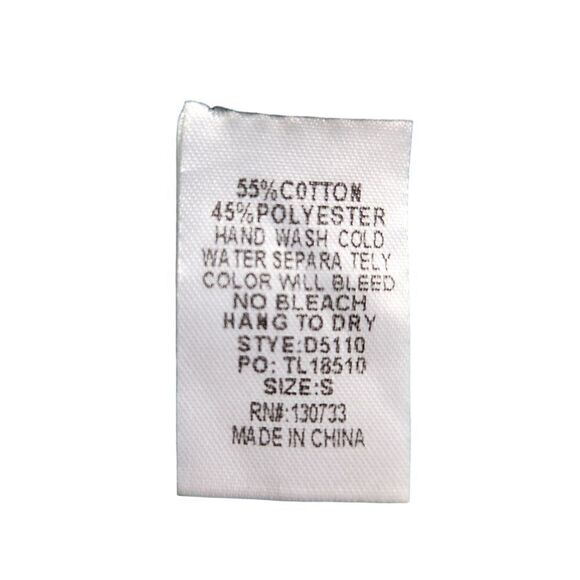 55%COTTON
45%POLYESTER
HAND WASH COLD
WATER SEPARA TELY
COLOR WILL BLEED
NO BLEACH
HANG TO DRY
STYE:D5110
PO: TL18510
SIZE:S
RN#:130733
MADE IN CHINA